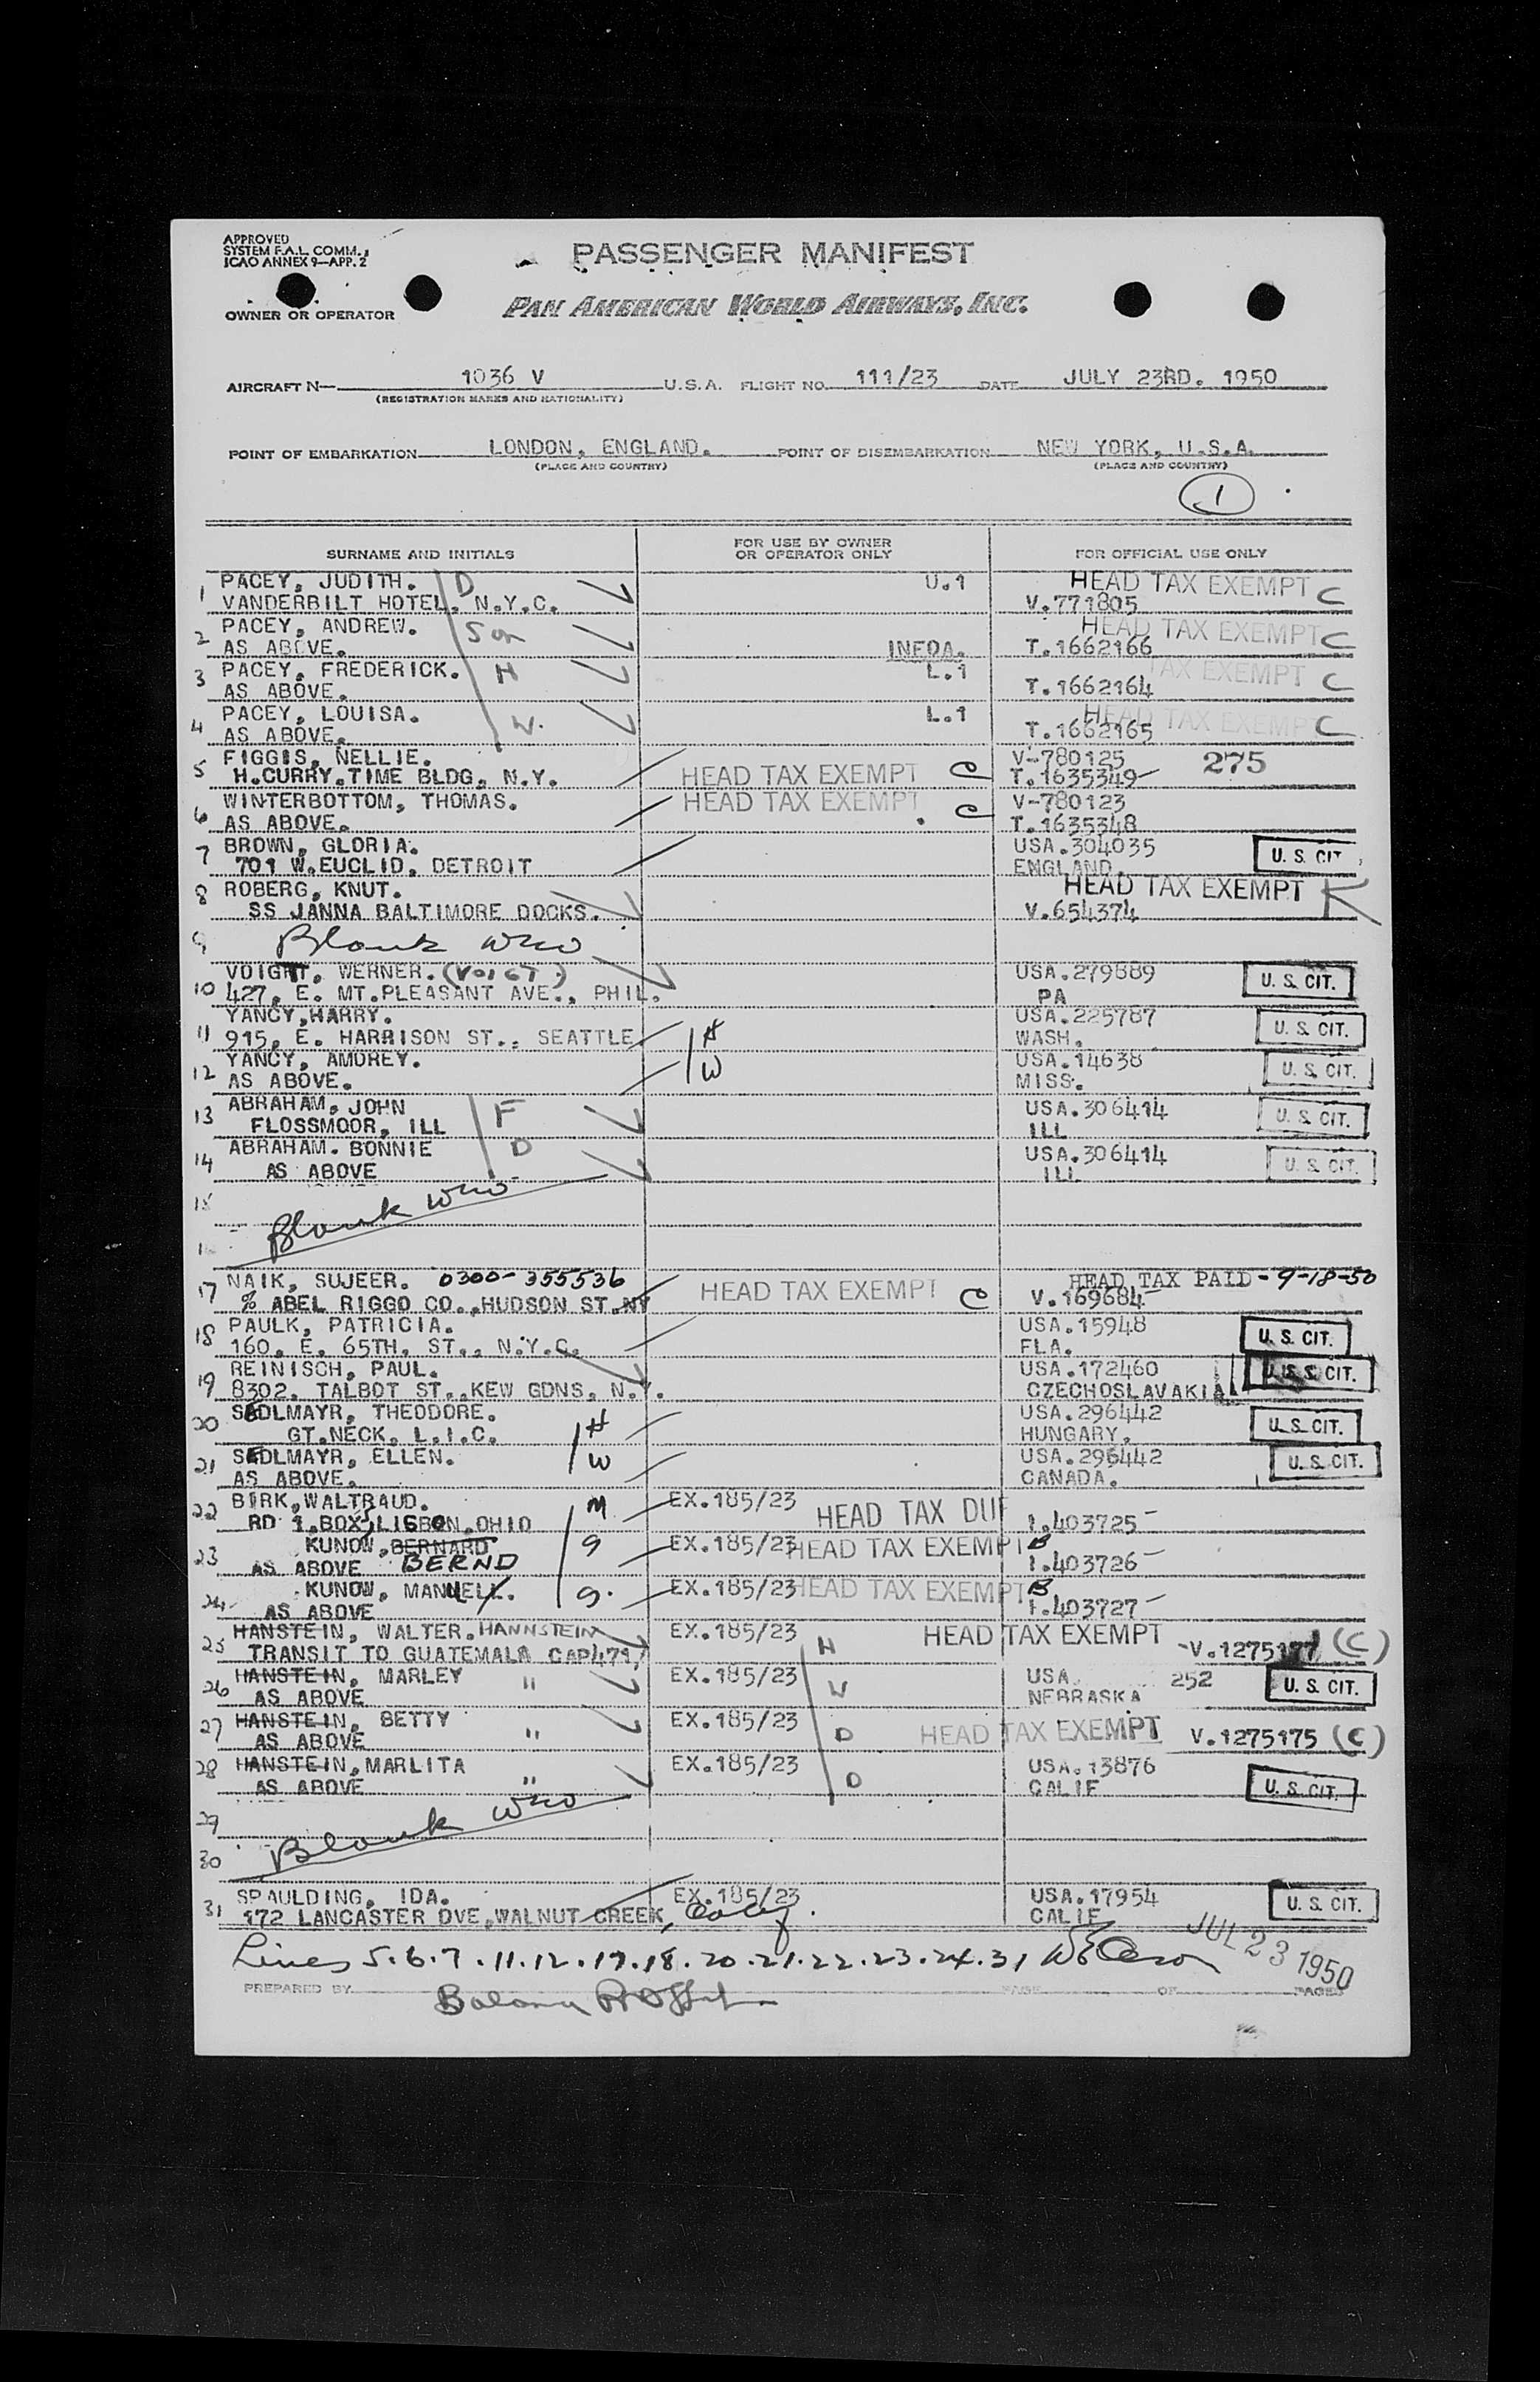 APPROVED
SYSTEM F.A.L. COMM.,
ICAO ANNEX 9—APP. 2
PASSENGER MANIFEST
OWNER OR OPERATOR
PAN AMERICAN WORLD AIRWAYS, INC.
AIRCRAFT N— 1036 V U.S.A. FLIGHT NO. 111/23 DATE JULY 23RD. 1950
(REGISTRATION MARKS AND NATIONALITY)
POINT OF EMBARKATION LONDON, ENGLAND. POINT OF DISEMBARKATION NEW YORK, U.S.A.
(PLACE AND COUNTRY) (PLACE AND COUNTRY)
1
SURNAME AND INITIALS FOR USE BY OWNER OR OPERATOR ONLY FOR OFFICIAL USE ONLY
1 PACEY, JUDITH. D U.1 HEAD TAX EXEMPT C
VANDERBILT HOTEL. N.Y.C. V.771805
2 PACEY, ANDREW. Son HEAD TAX EXEMPT C
AS ABOVE. INFOA. T.1662166
3 PACEY, FREDERICK. H L.1 TAX EXEMPT C
AS ABOVE. T.1662164
4 PACEY, LOUISA. W. L.1 HEAD TAX EXEMPT C
AS ABOVE. T.1662165
5 FIGGIS, NELLIE. V-780125 275
H.CURRY.TIME BLDG, N.Y. HEAD TAX EXEMPT C T.1635349
6 WINTERBOTTOM, THOMAS. HEAD TAX EXEMPT C V-780123
AS ABOVE. T.1635348
7 BROWN, GLORIA. USA.304035 U. S. CIT
701 W.EUCLID, DETROIT ENGLAND.
8 ROBERG, KNUT. HEAD TAX EXEMPT K
SS JANNA BALTIMORE DOCKS. V.654374
9 Blank
10 VOIGHT, WERNER. (VOIGT) USA.279889 U. S. CIT.
427, E. MT.PLEASANT AVE., PHIL. PA
11 YANCY,HARRY. H USA.225787 U. S. CIT.
915, E. HARRISON ST., SEATTLE WASH.
12 YANCY, AMDREY. W USA.14638 U. S. CIT.
AS ABOVE. MISS.
13 ABRAHAM, JOHN F USA.306414 U. S. CIT.
FLOSSMOOR, ILL ILL
14 ABRAHAM. BONNIE D USA.306414 U. S. CIT.
AS ABOVE ILL
15 Blank
17 NAIK, SUJEER. 0300-355536 HEAD TAX EXEMPT C HEAD TAX PAID-9-18-50
% ABEL RIGGO CO.,HUDSON ST.NY V.169684
18 PAULK, PATRICIA. USA.15948 U. S. CIT.
160, E. 65TH. ST., N.Y.C. FLA.
19 REINISCH, PAUL. USA.172460 U. S. CIT.
8302, TALBOT ST.,KEW GDNS, N.Y. CZECHOSLAVAKIA
20 SEDLMAYR, THEODORE. H USA.296442 U. S. CIT.
GT.NECK, L.I.C. HUNGARY.
21 SEDLMAYR, ELLEN. W USA.296442 U. S. CIT.
AS ABOVE. CANADA.
22 BIRK,WALTRAUD. M EX.185/23 HEAD TAX DUE
RD 1.BOX,LISBON,OHIO I.403725
23 KUNOW, BERNARD 9 EX.185/23 HEAD TAX EXEMPT B
AS ABOVE BERND I.403726
24 KUNOW, MANUELL. 9. EX.185/23 HEAD TAX EXEMPT B
AS ABOVE I.403727
25 HANSTEIN, WALTER. HANNSTEIN EX.185/23 H HEAD TAX EXEMPT
TRANSIT TO GUATEMALA CAP471, V.1275177 (C)
26 HANSTEIN, MARLEY " EX.185/23 W USA. 252 U. S. CIT.
AS ABOVE NEBRASKA
27 HANSTEIN, BETTY " EX.185/23 D HEAD TAX EXEMPT V.1275175 (C)
AS ABOVE
28 HANSTEIN,MARLITA " EX.185/23 D USA.13876
AS ABOVE CALIF U. S. CIT.
29 Blank
30
31 SPAULDING, IDA. EX.185/23 USA.17954 U. S. CIT.
172 LANCASTER DVE,WALNUT CREEK, CALIF
Lines 5.6.7.11.12.17.18.20.21.22.23.24.31 JUL 23 1950
PREPARED BY PAGE OF PAGES
Balance